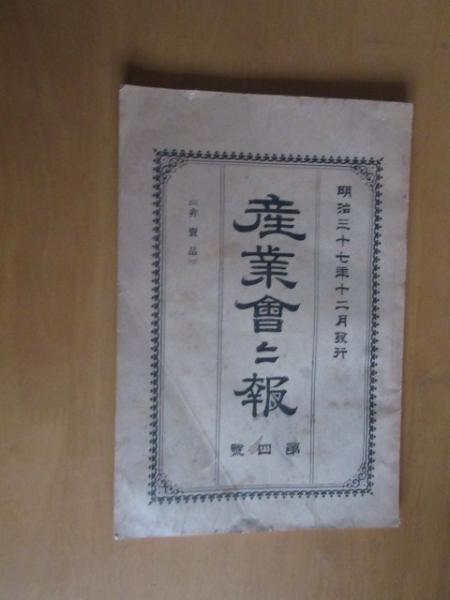 明治三十七年十二月發行
産業會々報
第四號
(非賣品)